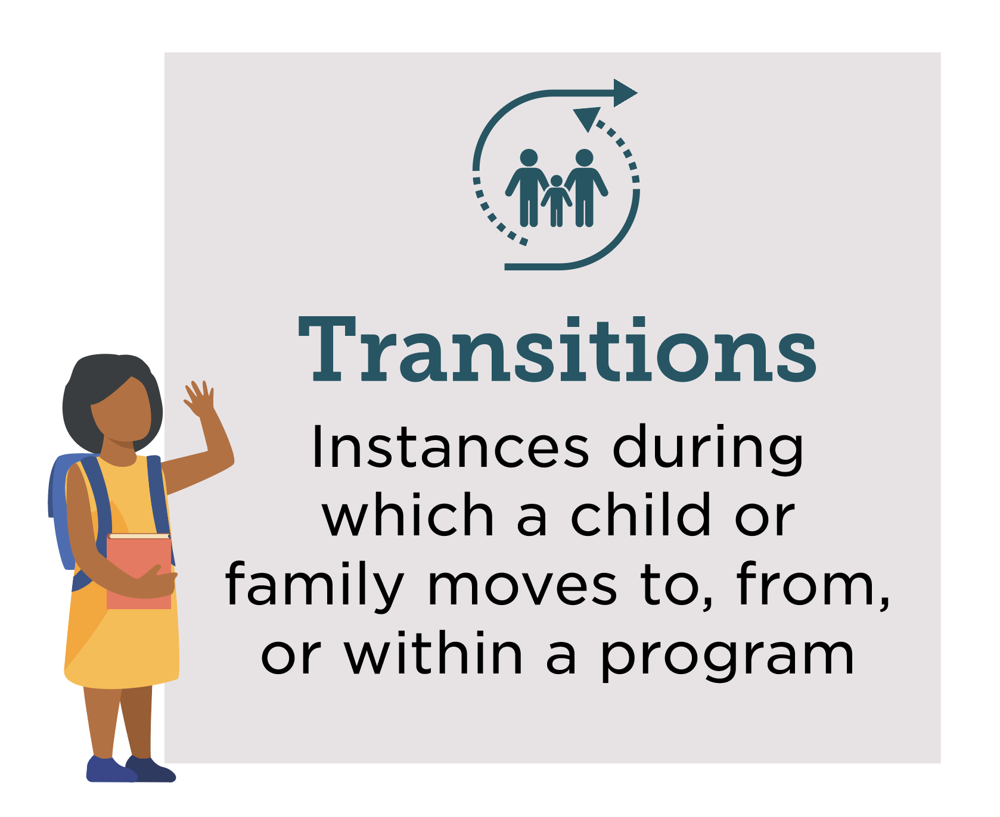 Transitions
Instances during
which a child or
family moves to, from,
or within a program